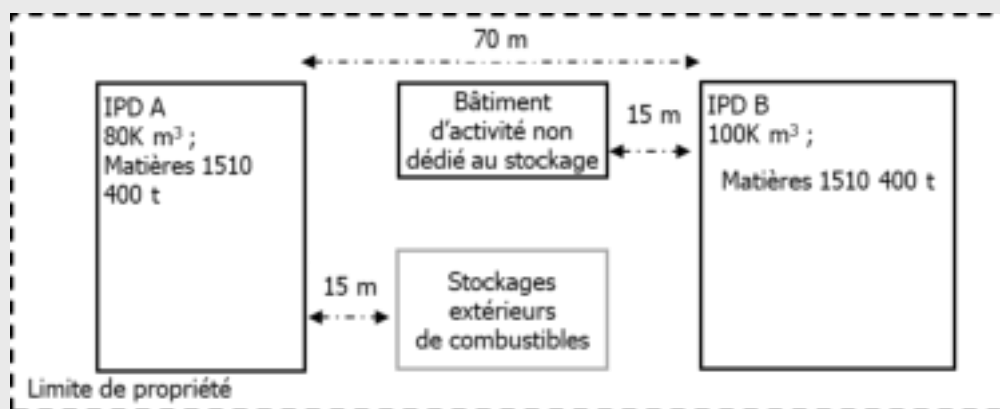 70 m
IPD A
80K m³ ;
Matières 1510
400 t
Bâtiment
d'activité non
dédié au stockage
15 m
IPD B
100K m³ ;
Matières 1510 400 t
15 m
Stockages
extérieurs
de combustibles
Limite de propriété